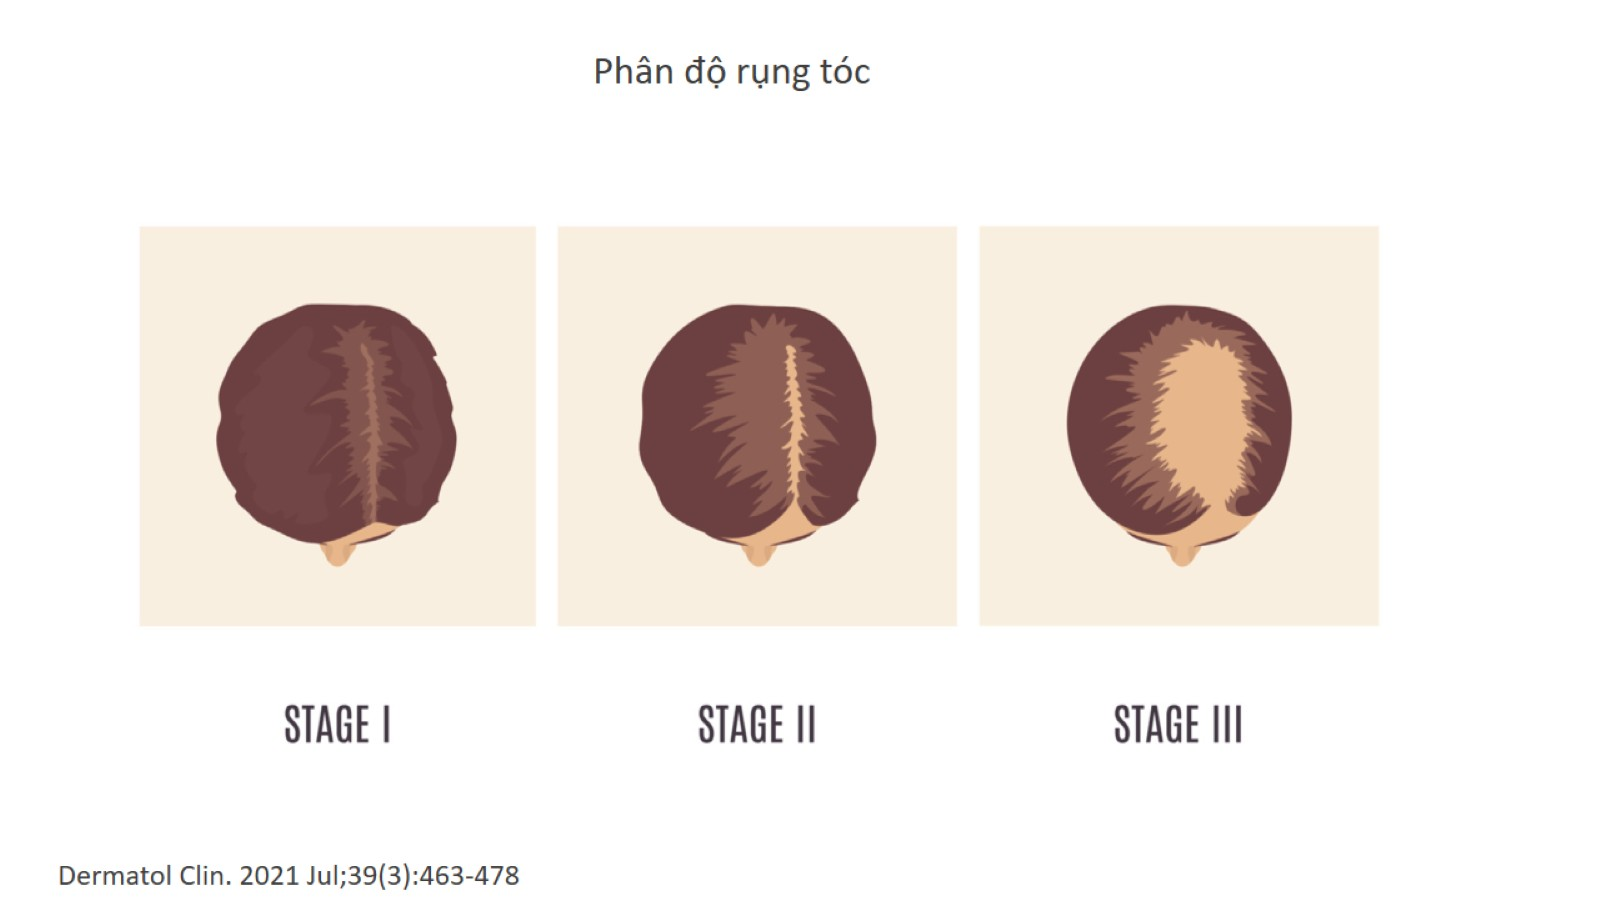 Phân độ rụng tóc
STAGE I
STAGE II
STAGE III
Dermatol Clin. 2021 Jul;39(3):463-478